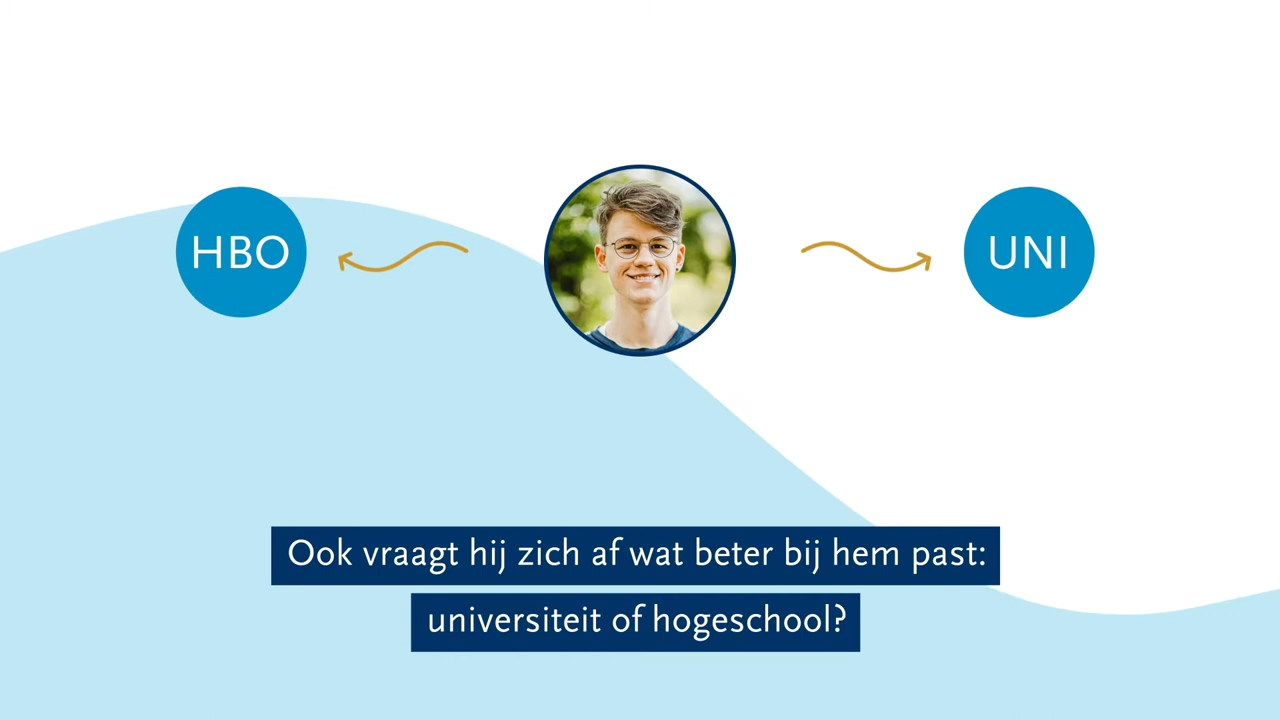 HBO
UNI
Ook vraagt hij zich af wat beter bij hem past:
universiteit of hogeschool?